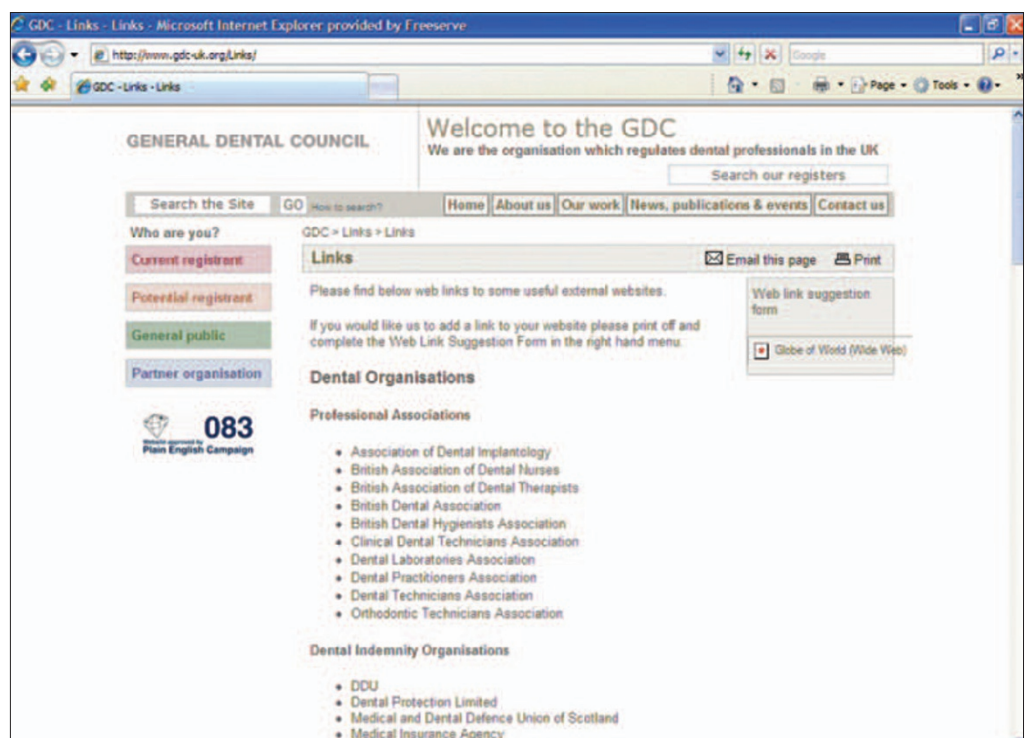 GDC - Links - Links - Microsoft Internet Explorer provided by Freeserve
http://www.gdc-uk.org/Links/
Google
GDC - Links - Links
Page
Tools
GENERAL DENTAL COUNCIL
Welcome to the GDC
We are the organisation which regulates dental professionals in the UK
Search our registers
Search the Site GO How to search?
Home About us Our work News, publications & events Contact us
Who are you?
GDC > Links > Links
Current registrant
Potential registrant
General public
Partner organisation
Website approved by
Plain English Campaign
083
Links
Email this page Print
Please find below web links to some useful external websites.
If you would like us to add a link to your website please print off and
complete the Web Link Suggestion Form in the right hand menu.
Web link suggestion
form
Globe of World (Wide Web)
Dental Organisations
Professional Associations
• Association of Dental Implantology
• British Association of Dental Nurses
• British Association of Dental Therapists
• British Dental Association
• British Dental Hygienists Association
• Clinical Dental Technicians Association
• Dental Laboratories Association
• Dental Practitioners Association
• Dental Technicians Association
• Orthodontic Technicians Association
Dental Indemnity Organisations
• DDU
• Dental Protection Limited
• Medical and Dental Defence Union of Scotland
• Medical Insurance Agency